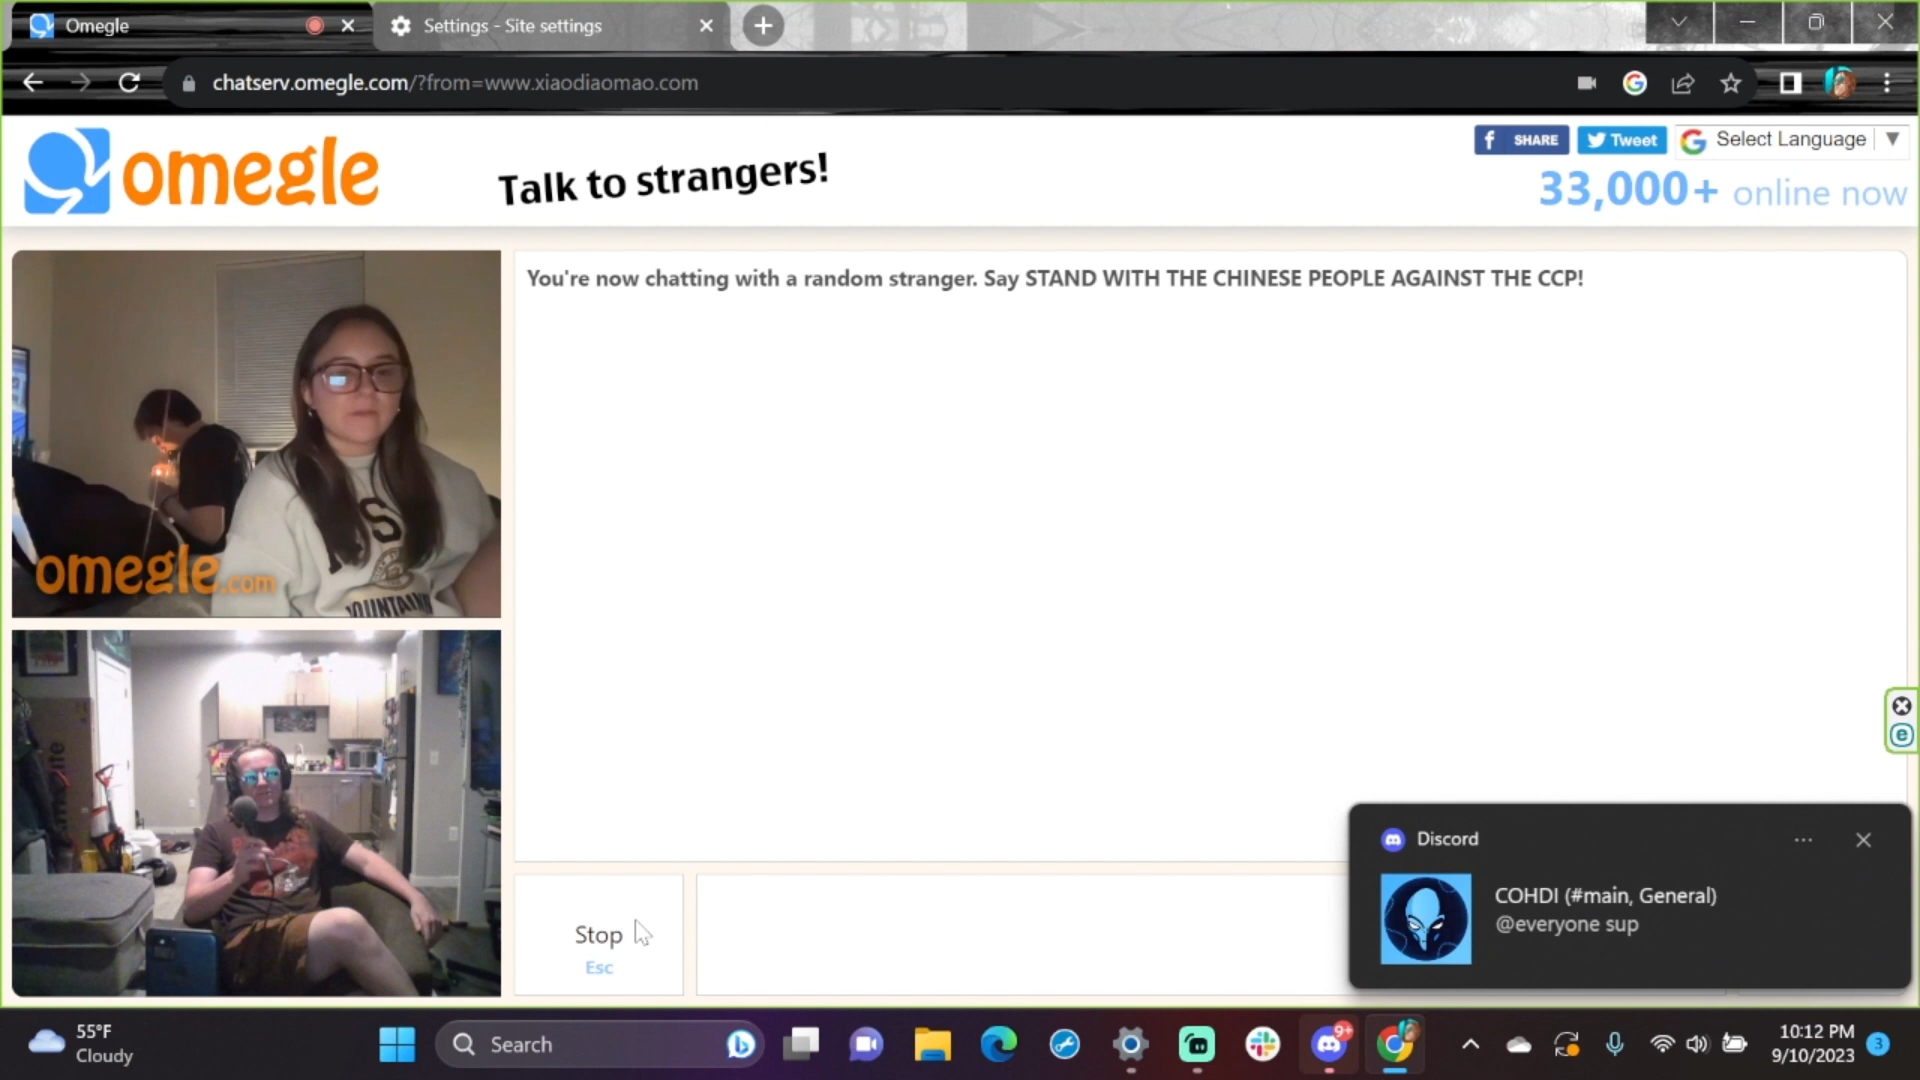 Omegle
Settings - Site settings
chatserv.omegle.com/?from=www.xiaodiaomao.com
omegle
Talk to strangers!
f SHARE
Tweet
G Select Language ▼
33,000+ online now
You're now chatting with a random stranger. Say STAND WITH THE CHINESE PEOPLE AGAINST THE CCP!
omegle.com
Stop
Esc
Discord
COHDI (#main, General)
@everyone sup
55°F
Cloudy
Search
9+
10:12 PM
9/10/2023
3